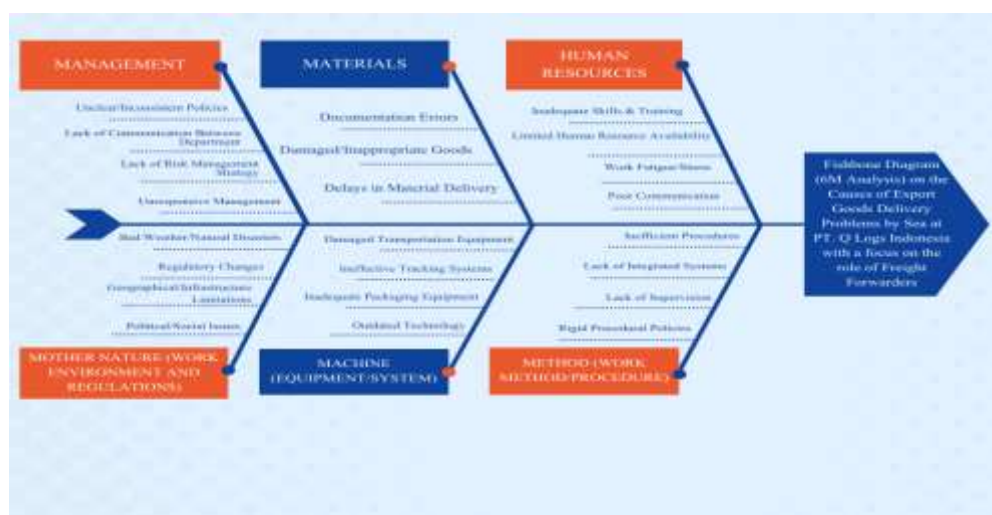 MANAGEMENT
Unclear/Inconsistent Policies
Lack of Communication Between
Department
Lack of Risk Management
Strategy
Unresponsive Management
MATERIALS
Documentation Errors
Damaged/Inappropriate Goods
Delays in Material Delivery
HUMAN
RESOURCES
Inadequate Skills & Training
Limited Human Resource Availability
Work Fatigue/Stress
Poor Communication
Fishbone Diagram
(6M Analysis) on the
Causes of Export
Goods Delivery
Problems by Sea at
PT. Q Logs Indonesia
with a focus on the
role of Freight
Forwarders
Bad Weather/Natural Disasters
Regulatory Changes
Geographical/Infrastructure
Limitations
Political/Social Issues
MOTHER NATURE (WORK
ENVIRONMENT AND
REGULATIONS)
Damaged Transportation Equipment
Ineffective Tracking Systems
Inadequate Packaging Equipment
Outdated Technology
MACHINE
(EQUIPMENT/SYSTEM)
Inefficient Procedures
Lack of Integrated Systems
Lack of Supervision
Rigid Procedural Policies
METHOD (WORK
METHOD/PROCEDURE)